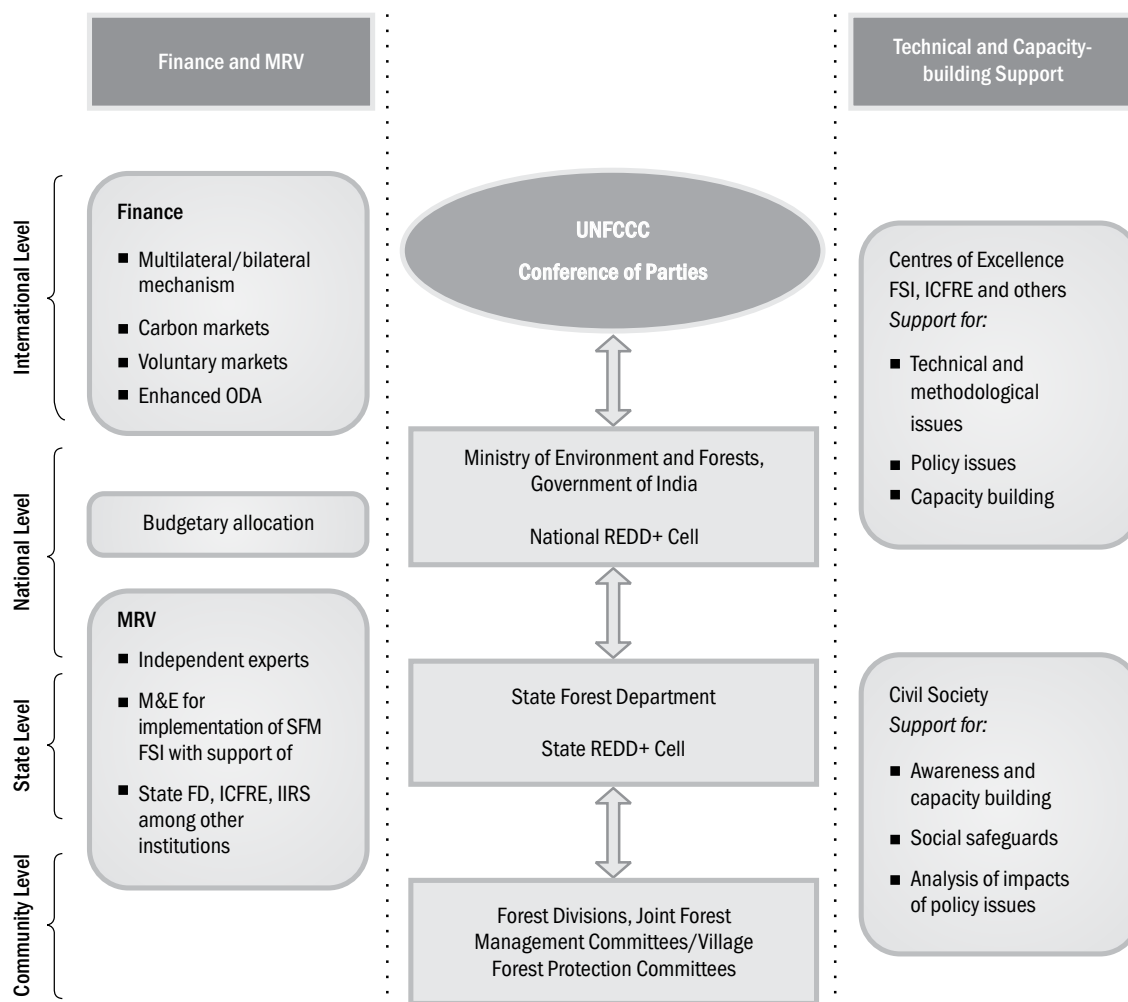 Finance and MRV
Technical and Capacity-
building Support
International Level
National Level
State Level
Community Level
Finance
■ Multilateral/bilateral
mechanism
■ Carbon markets
■ Voluntary markets
■ Enhanced ODA
Budgetary allocation
MRV
■ Independent experts
■ M&E for
implementation of SFM
FSI with support of
■ State FD, ICFRE, IIRS
among other
institutions
UNFCCC
Conference of Parties
Ministry of Environment and Forests,
Government of India
National REDD+ Cell
State Forest Department
State REDD+ Cell
Forest Divisions, Joint Forest
Management Committees/Village
Forest Protection Committees
Centres of Excellence
FSI, ICFRE and others
Support for:
■ Technical and
methodological
issues
■ Policy issues
■ Capacity building
Civil Society
Support for:
■ Awareness and
capacity building
■ Social safeguards
■ Analysis of impacts
of policy issues